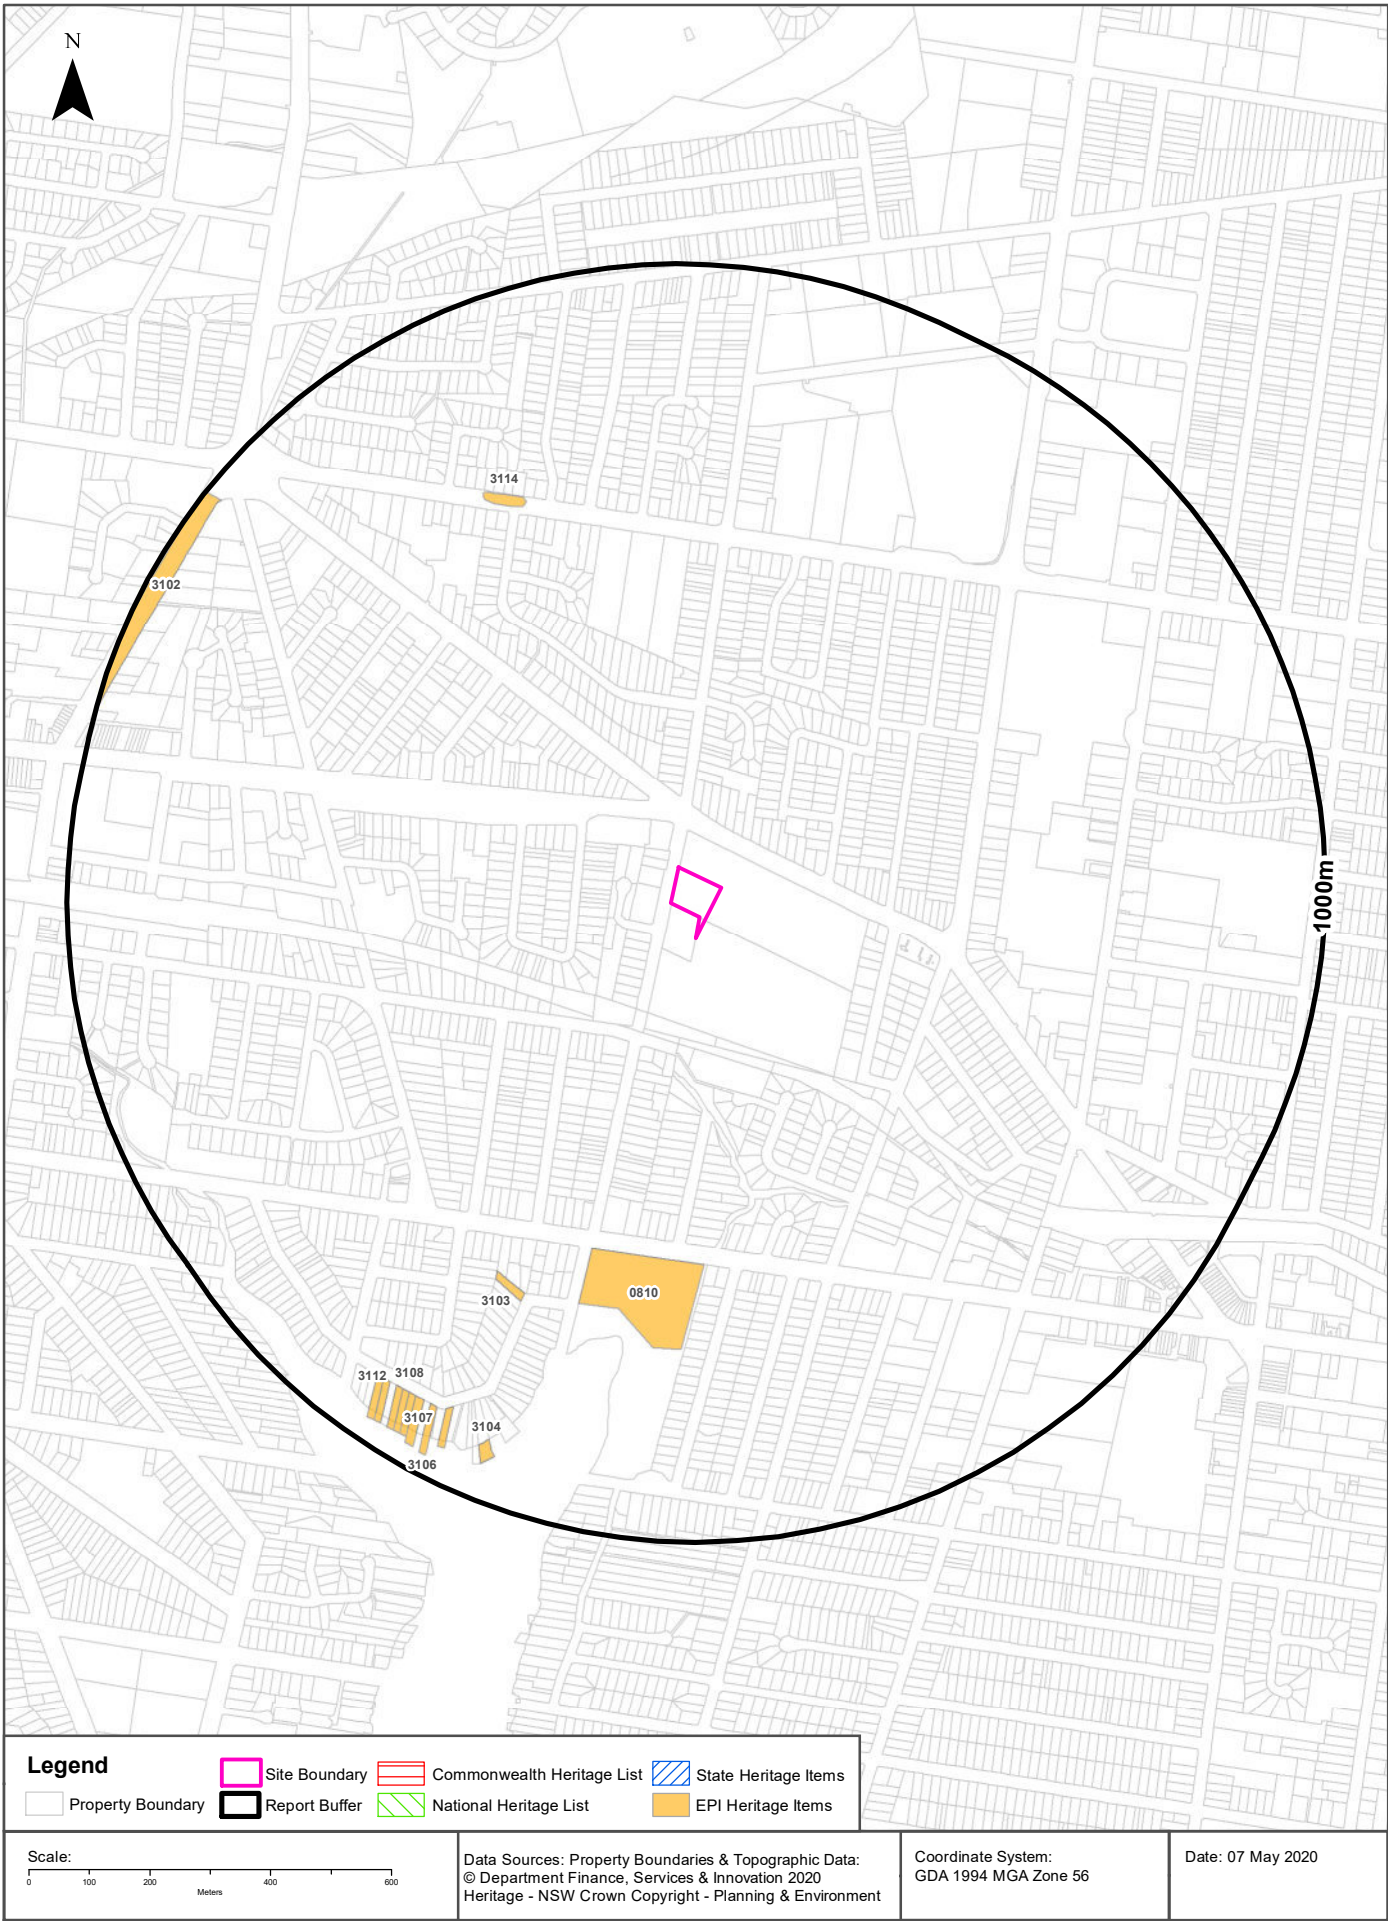 N
3114
3102
1000m
0810
3103
3112 3108
3107
3104
3106
Legend
Site Boundary
Commonwealth Heritage List
State Heritage Items
Property Boundary
Report Buffer
National Heritage List
EPI Heritage Items
Scale:
0 100 200 400 600
Meters
Data Sources: Property Boundaries & Topographic Data:
© Department Finance, Services & Innovation 2020
Heritage - NSW Crown Copyright - Planning & Environment
Coordinate System:
GDA 1994 MGA Zone 56
Date: 07 May 2020